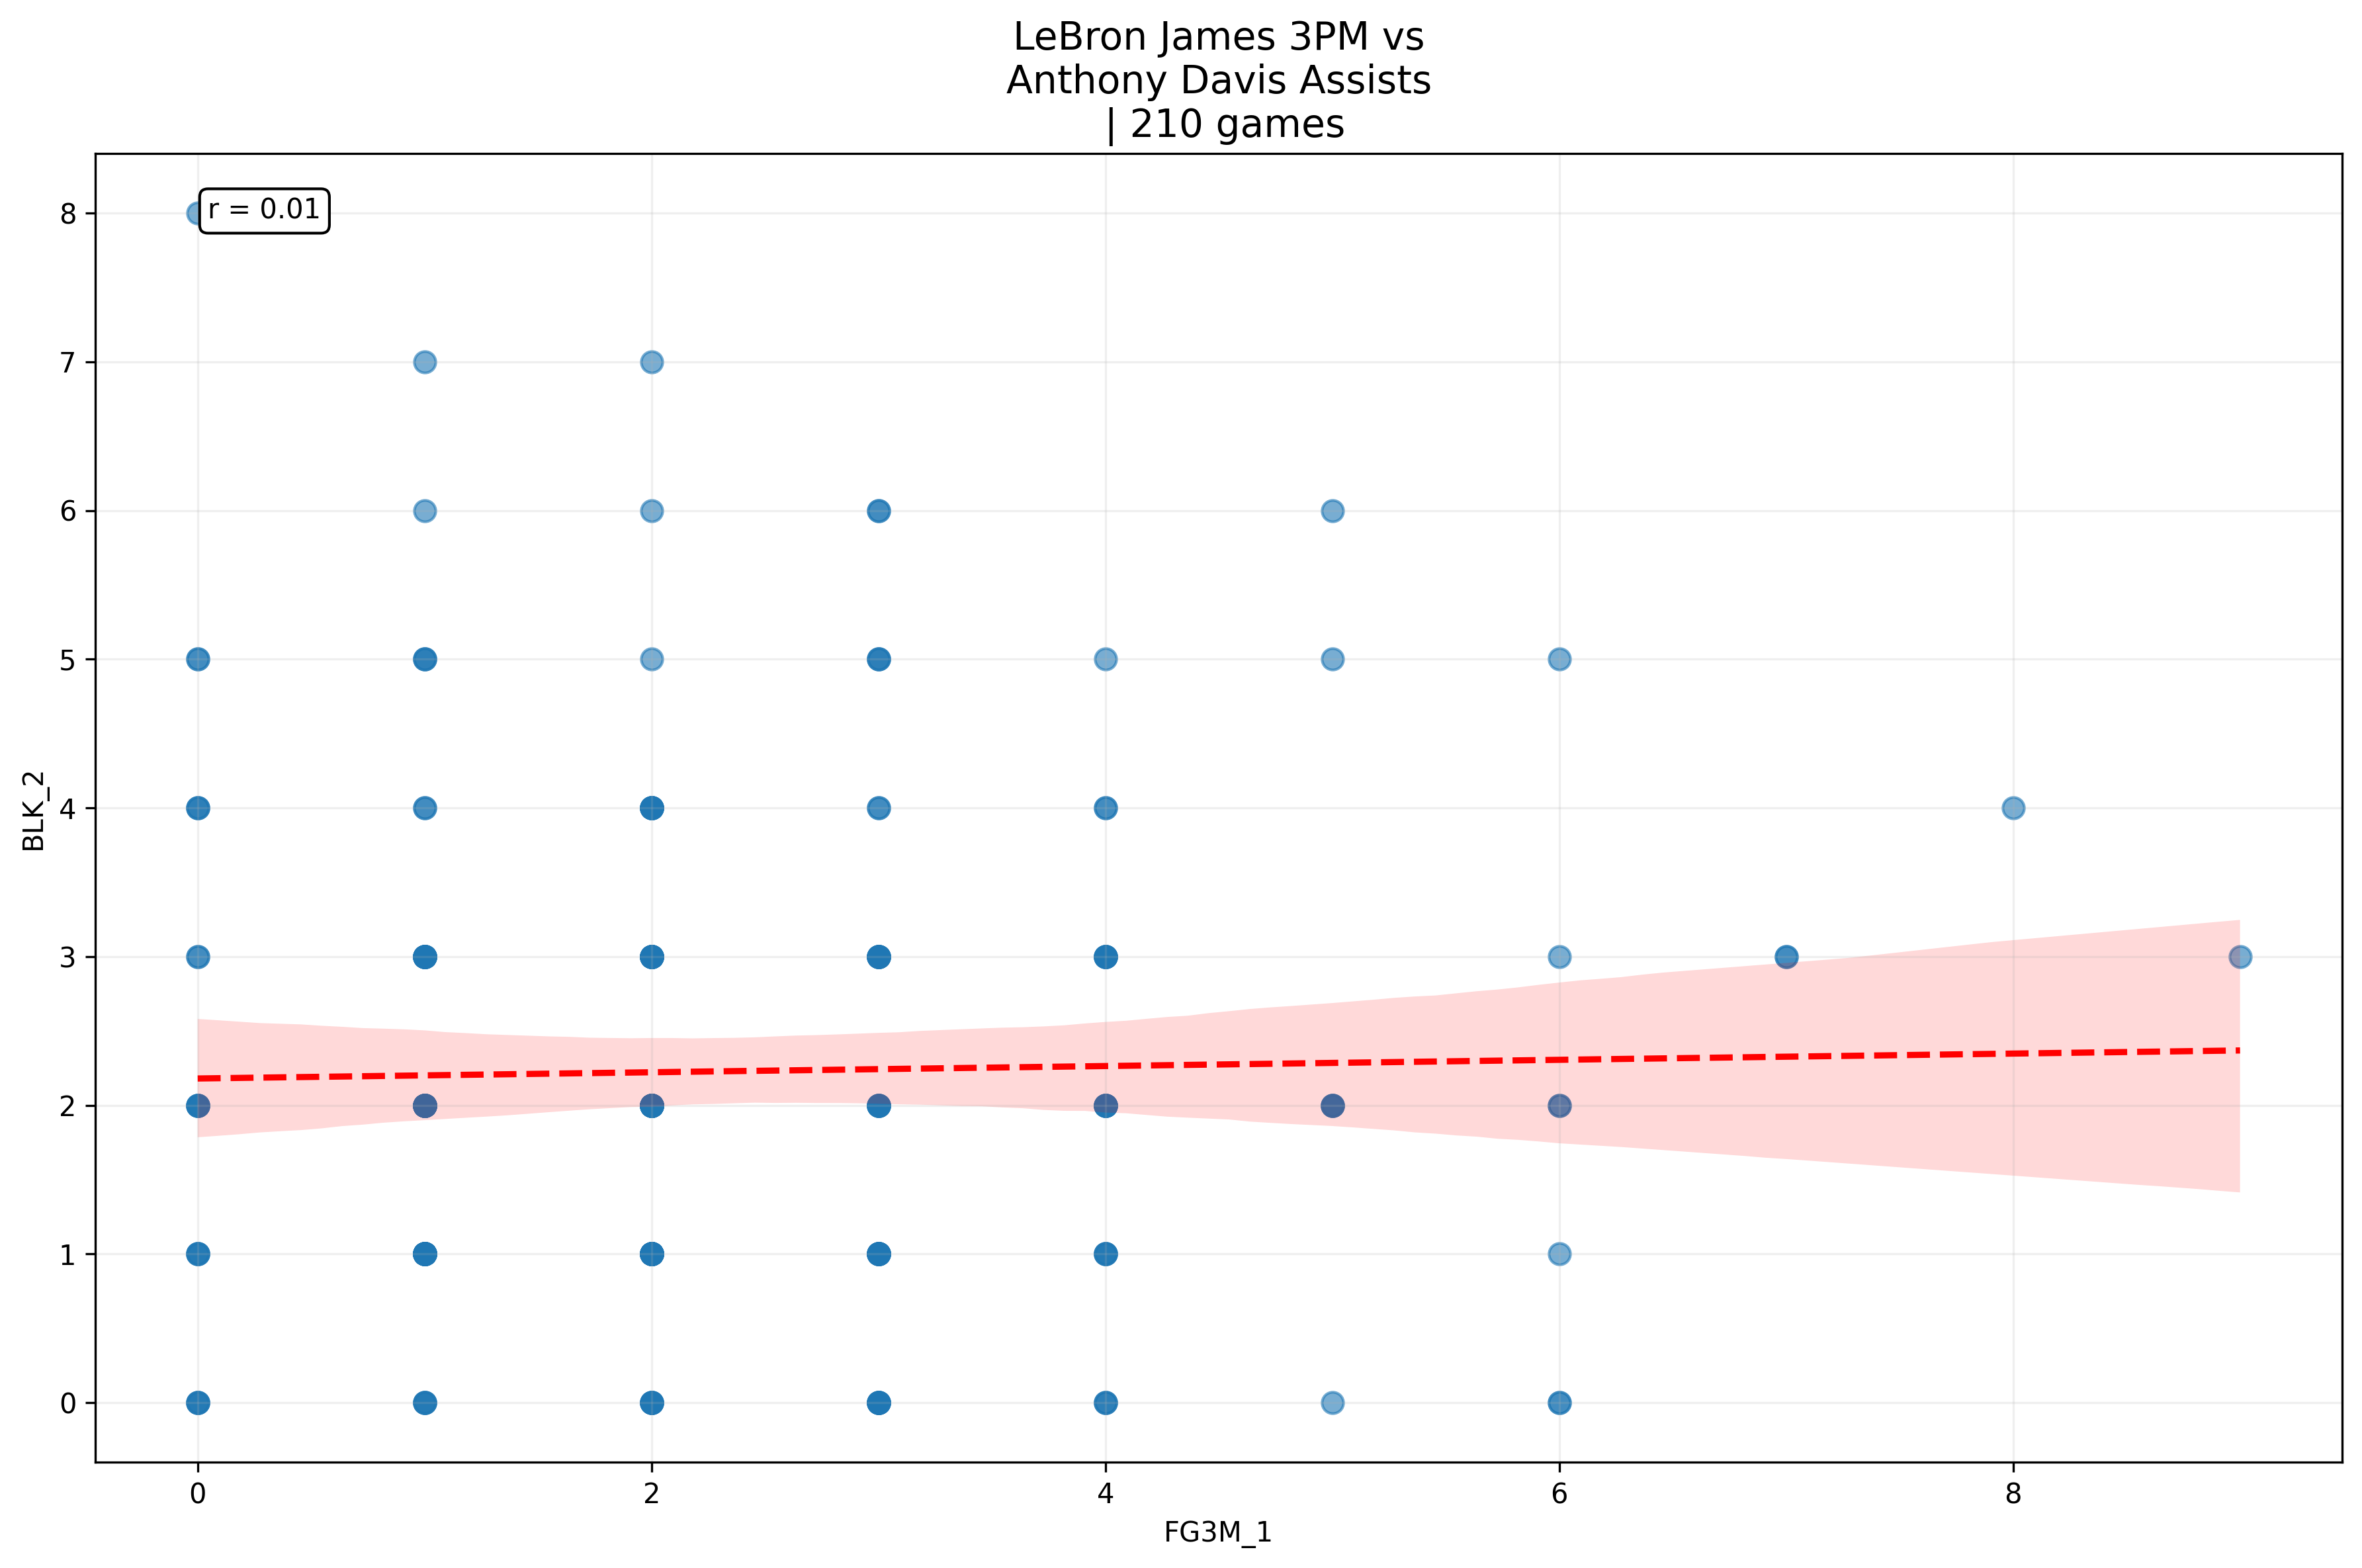 LeBron James 3PM vs
Anthony Davis Assists
| 210 games
r = 0.01
8
7
6
5
4
3
2
1
0
BLK_2
0 2 4 6 8
FG3M_1